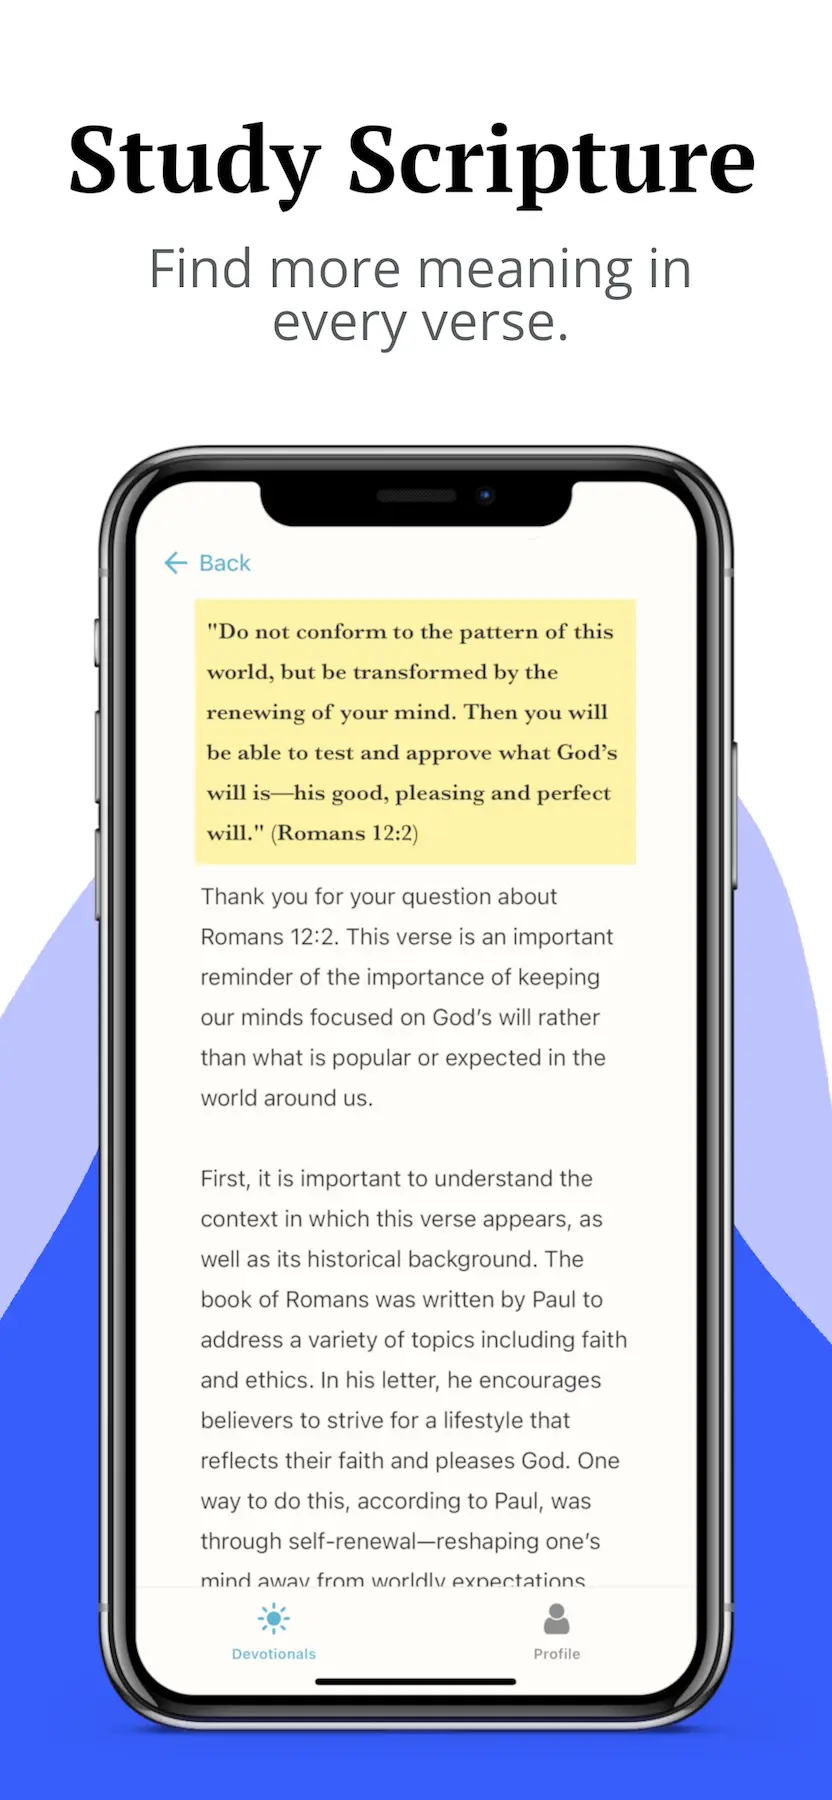 Study Scripture
Find more meaning in
every verse.
← Back
"Do not conform to the pattern of this
world, but be transformed by the
renewing of your mind. Then you will
be able to test and approve what God’s
will is—his good, pleasing and perfect
will." (Romans 12:2)
Thank you for your question about
Romans 12:2. This verse is an important
reminder of the importance of keeping
our minds focused on God’s will rather
than what is popular or expected in the
world around us.
First, it is important to understand the
context in which this verse appears, as
well as its historical background. The
book of Romans was written by Paul to
address a variety of topics including faith
and ethics. In his letter, he encourages
believers to strive for a lifestyle that
reflects their faith and pleases God. One
way to do this, according to Paul, was
through self-renewal—reshaping one’s
mind away from worldly expectations
Devotionals
Profile